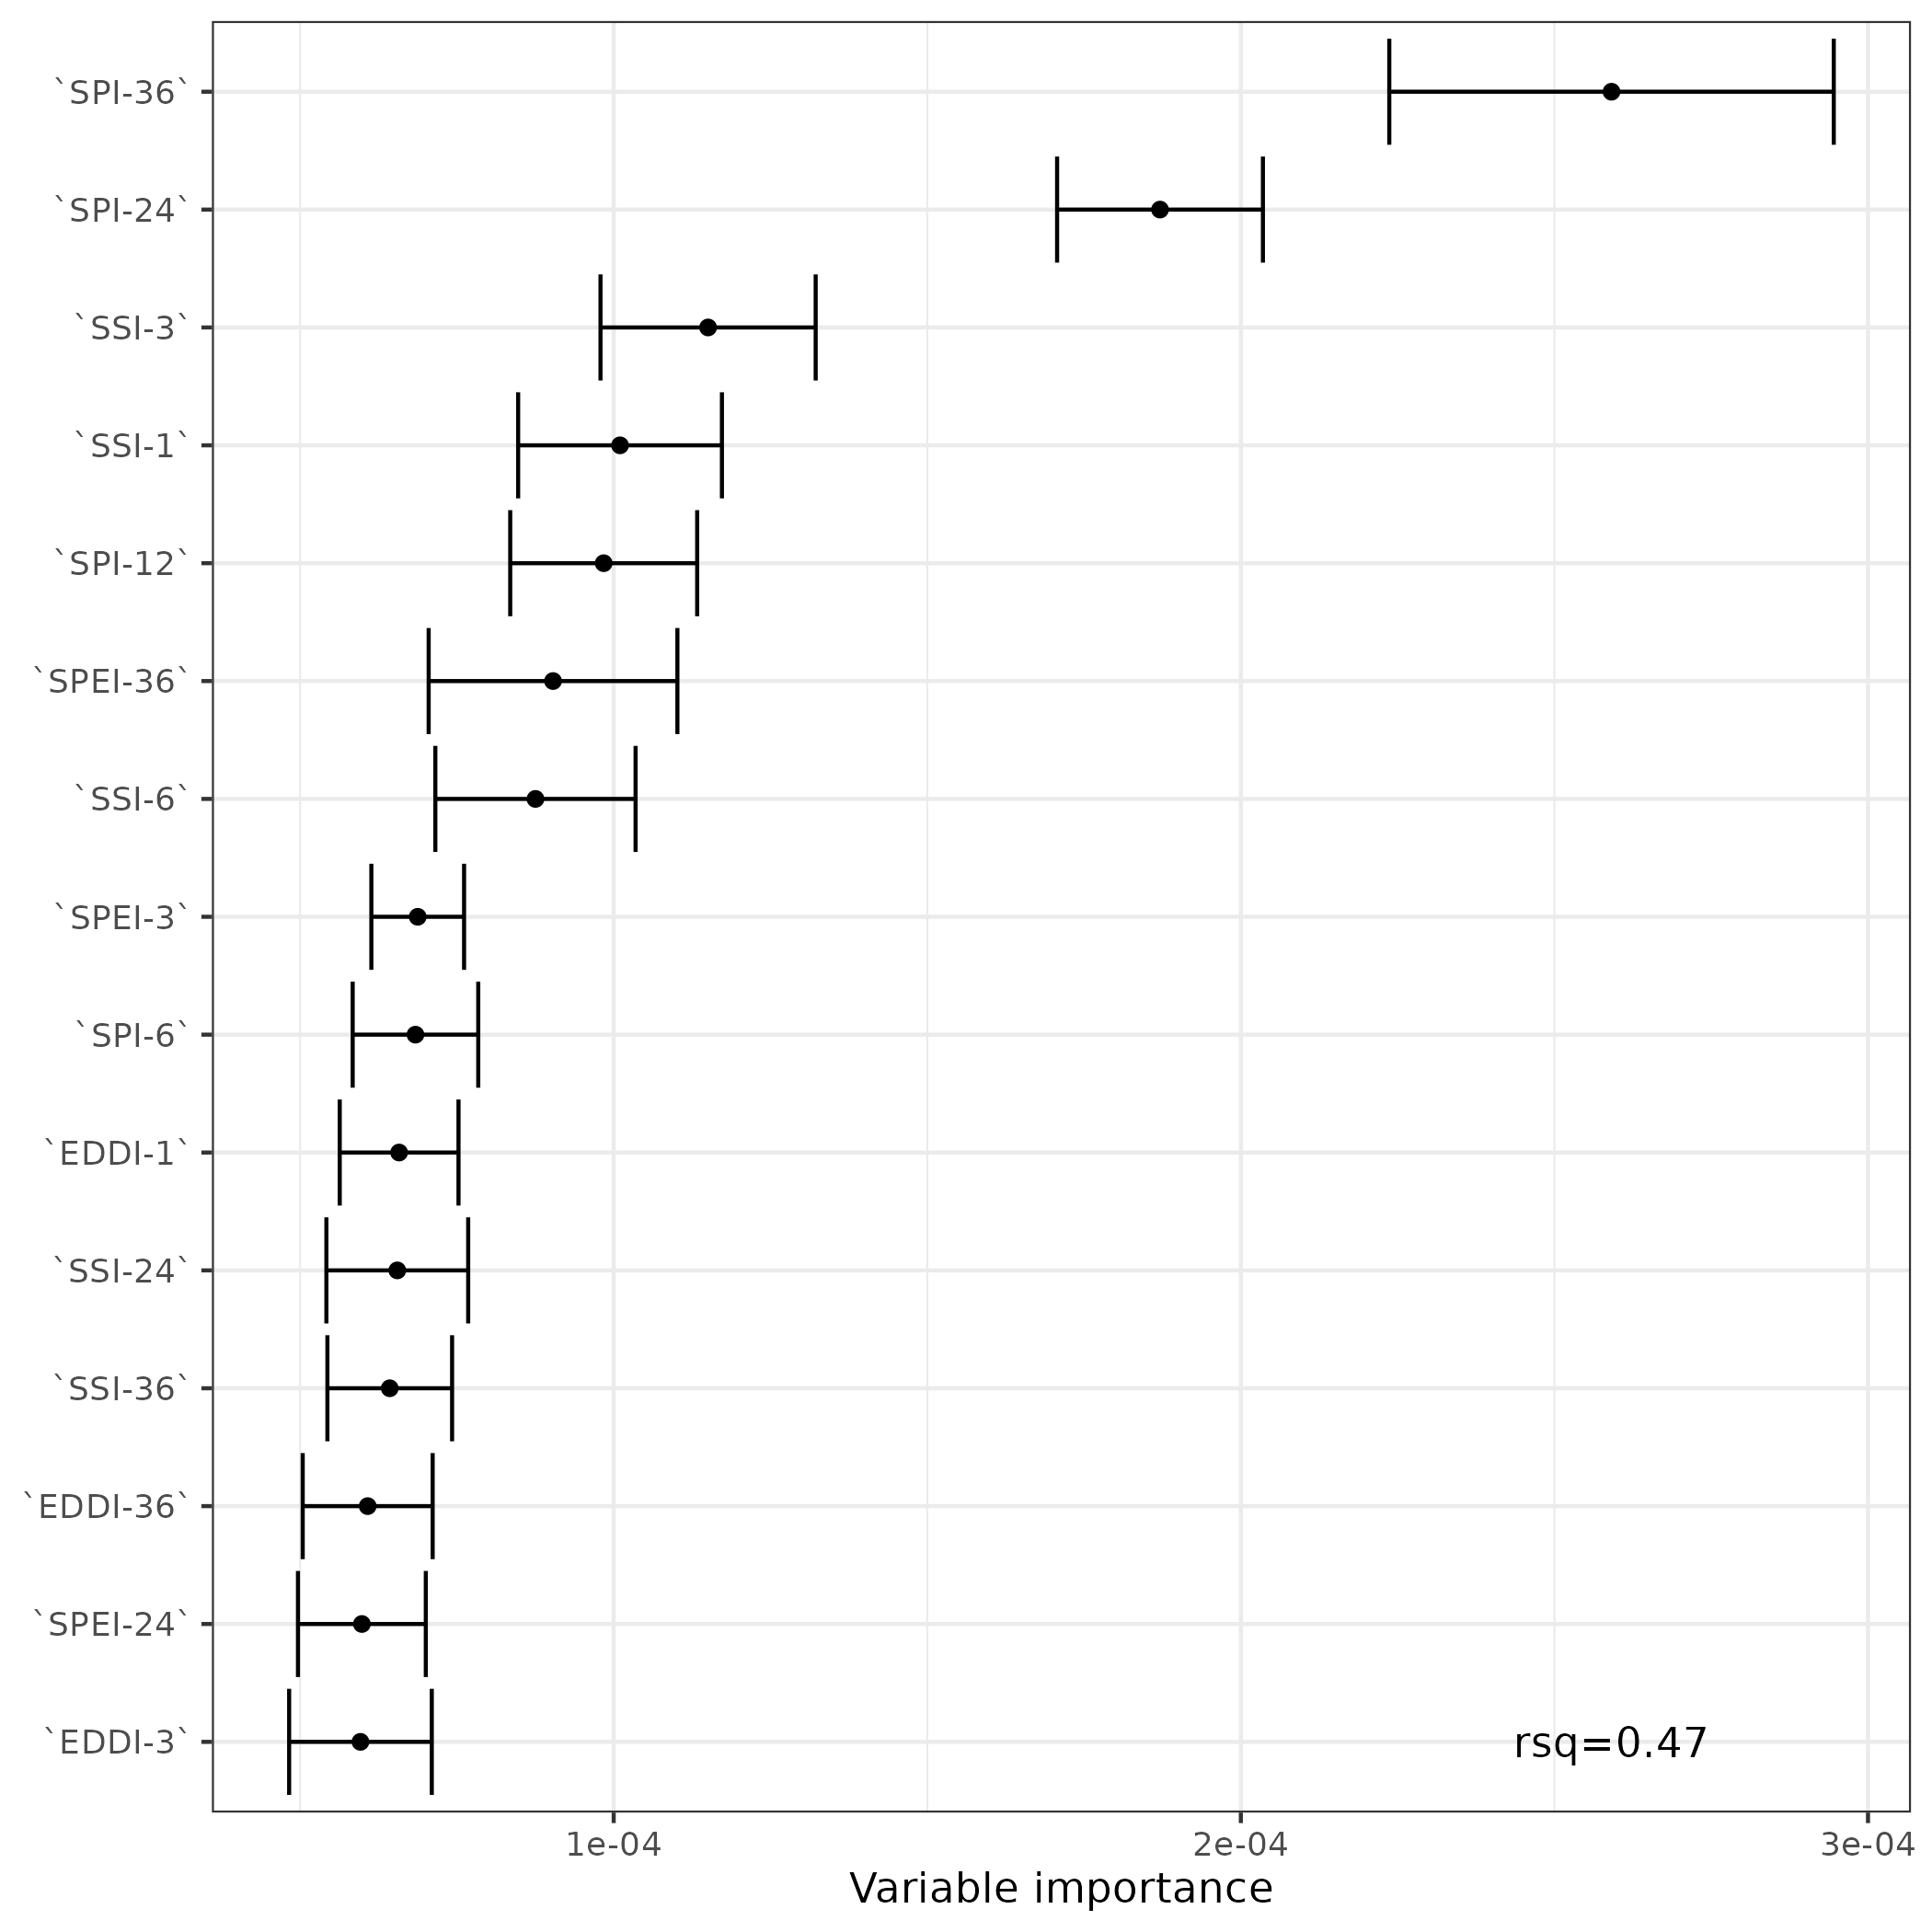 `SPI-36`
`SPI-24`
`SSI-3`
`SSI-1`
`SPI-12`
`SPEI-36`
`SSI-6`
`SPEI-3`
`SPI-6`
`EDDI-1`
`SSI-24`
`SSI-36`
`EDDI-36`
`SPEI-24`
`EDDI-3`
rsq=0.47
1e-04 2e-04 3e-04
Variable importance